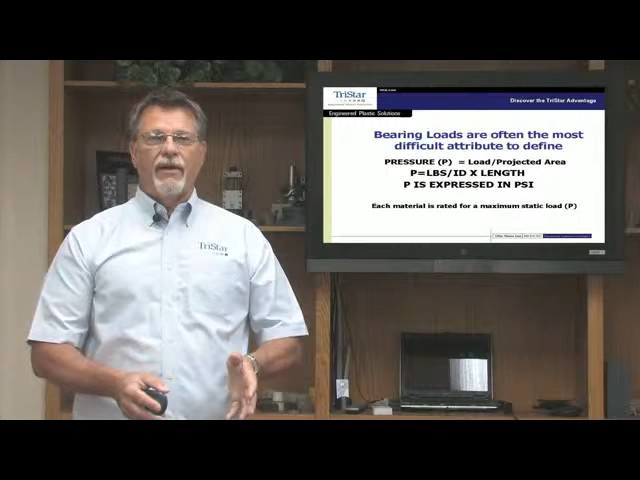 TriStar
Discover the TriStar Advantage
Engineered Plastic Solutions
Bearing Loads are often the most
difficult attribute to define
PRESSURE (P) = Load/Projected Area
P=LBS/ID X LENGTH
P IS EXPRESSED IN PSI
Each material is rated for a maximum static load (P)
TriStar